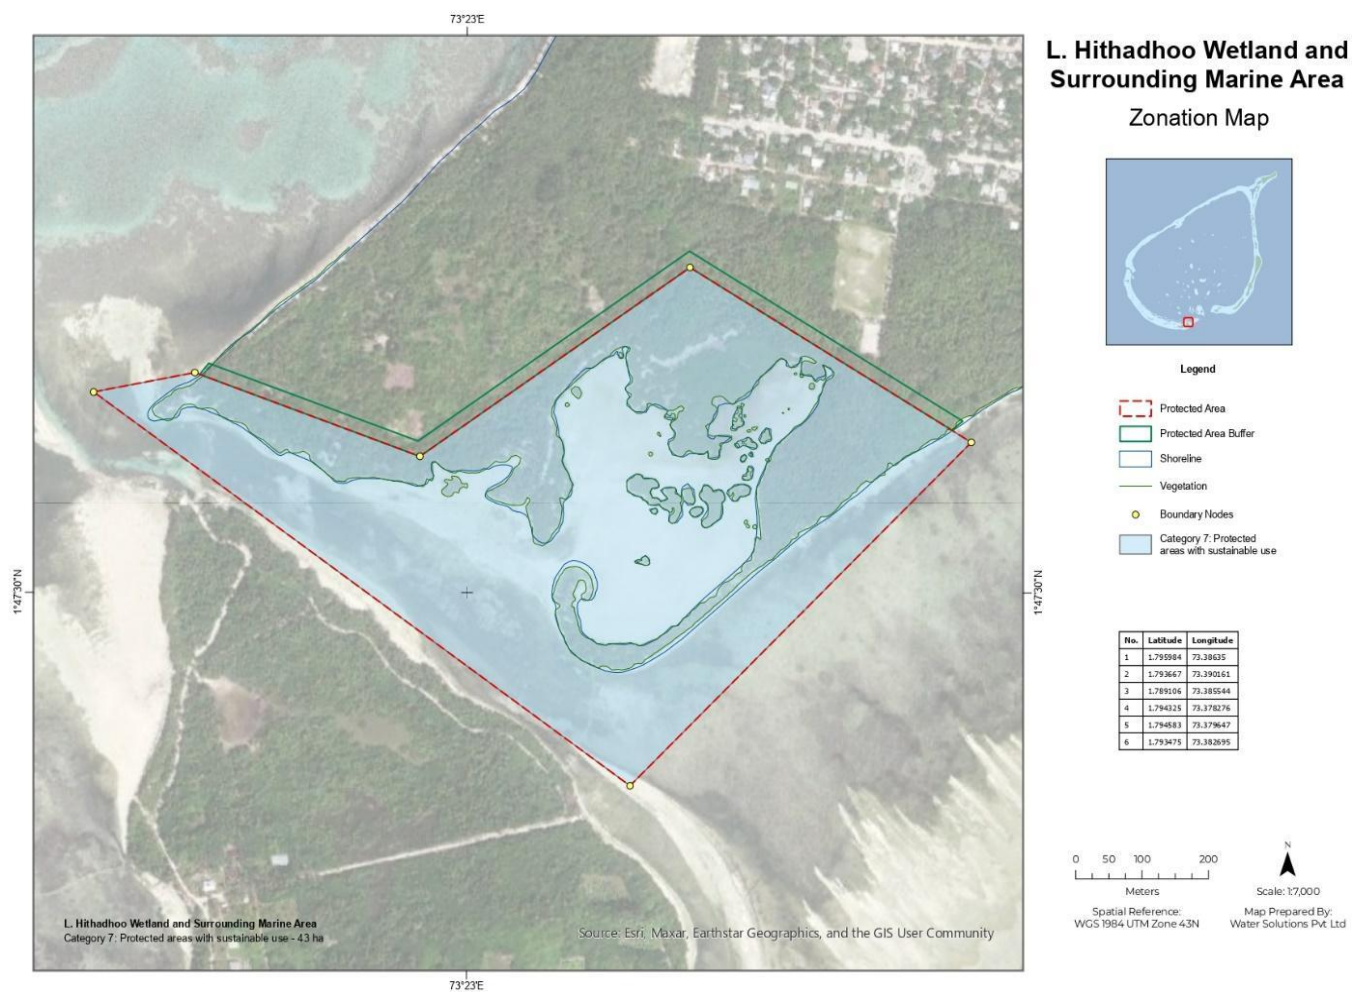 73°23'E
L. Hithadhoo Wetland and
Surrounding Marine Area
Zonation Map
Legend
Protected Area
Protected Area Buffer
Shoreline
Vegetation
Boundary Nodes
Category 7: Protected
areas with sustainable use
1°47'30"N
1°47'30"N
No. Latitude Longitude
1 1.795984 73.38635
2 1.793667 73.390161
3 1.789106 73.385544
4 1.794325 73.378276
5 1.794583 73.379647
6 1.793475 73.382695
0 50 100 200
Meters
Spatial Reference:
WGS 1984 UTM Zone 43N
N
Scale: 1:7,000
Map Prepared By:
Water Solutions Pvt Ltd
L. Hithadhoo Wetland and Surrounding Marine Area
Category 7: Protected areas with sustainable use - 43 ha
Source: Esri, Maxar, Earthstar Geographics, and the GIS User Community
73°23'E